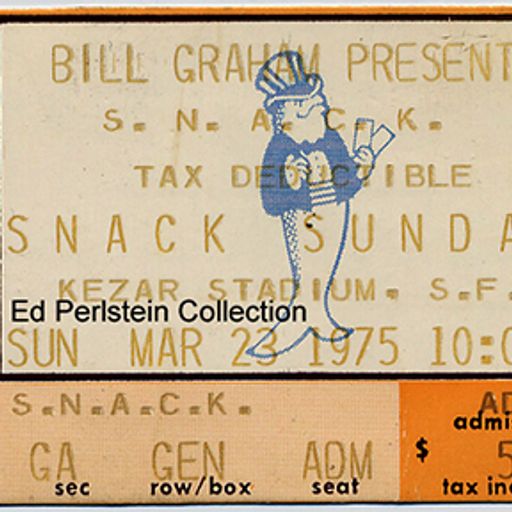 BILL GRAHAM PRESENT
S. N. A. C. K.
TAX DEDUCTIBLE
SNACK SUNDA
KEZAR STADIUM. S.F.
Ed Perlstein Collection
SUN MAR 23 1975 10:0
S.N.A.C.K.
AD
admi
GA GEN ADM
$ 5
sec row/box seat
tax inc